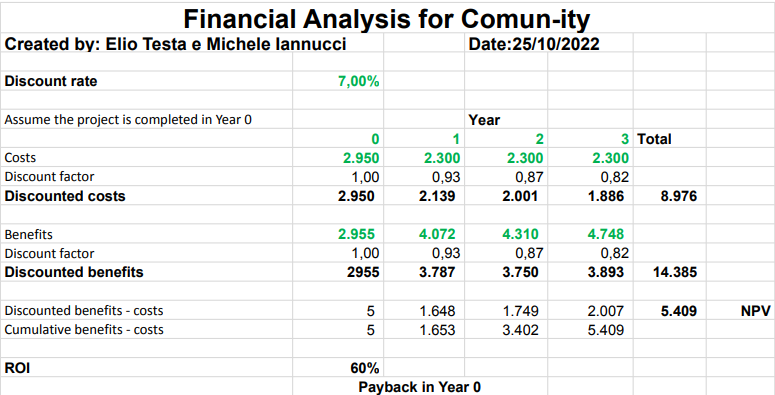 Financial Analysis for Comun-ity
Created by: Elio Testa e Michele Iannucci Date:25/10/2022
Discount rate 7,00%
Assume the project is completed in Year 0 Year
0 1 2 3 Total
Costs 2.950 2.300 2.300 2.300
Discount factor 1,00 0,93 0,87 0,82
Discounted costs 2.950 2.139 2.001 1.886 8.976
Benefits 2.955 4.072 4.310 4.748
Discount factor 1,00 0,93 0,87 0,82
Discounted benefits 2955 3.787 3.750 3.893 14.385
Discounted benefits - costs 5 1.648 1.749 2.007 5.409 NPV
Cumulative benefits - costs 5 1.653 3.402 5.409
ROI 60%
Payback in Year 0